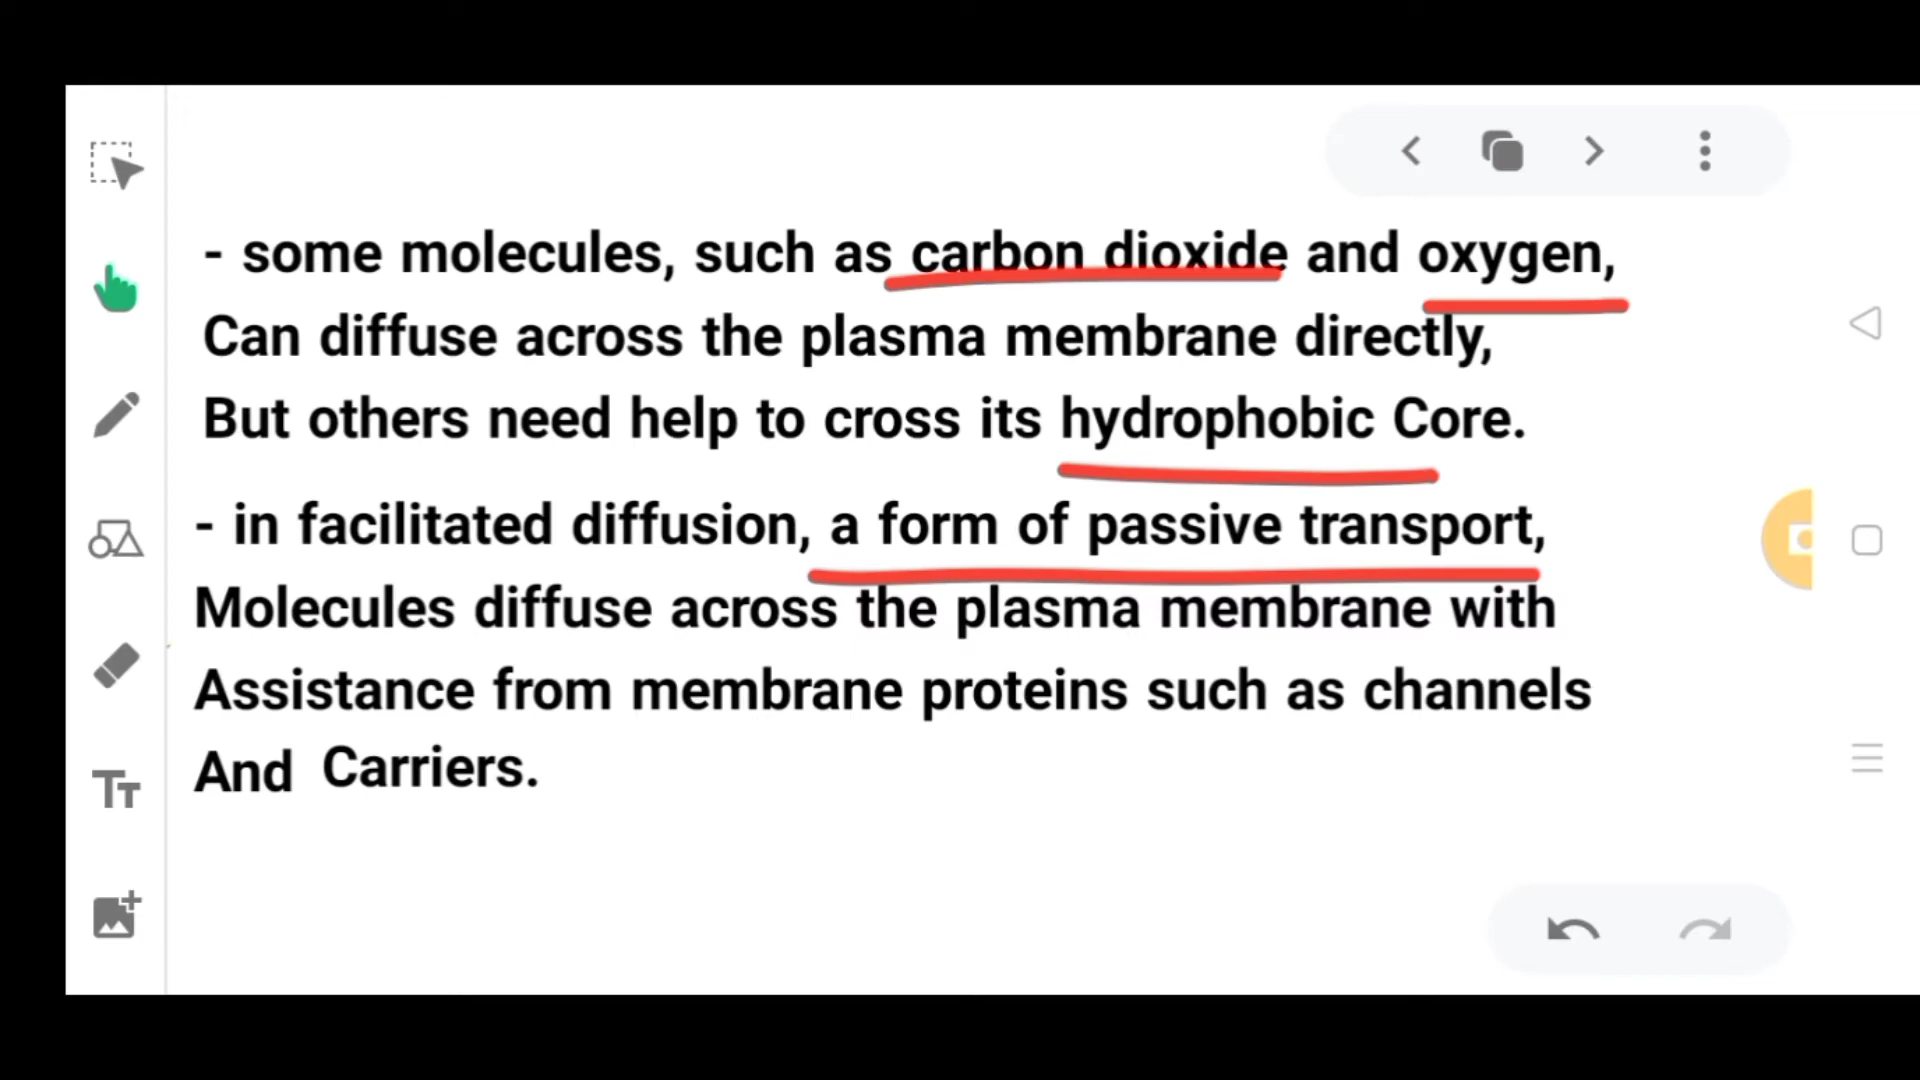 - some molecules, such as carbon dioxide and oxygen,
Can diffuse across the plasma membrane directly,
But others need help to cross its hydrophobic Core.
- in facilitated diffusion, a form of passive transport,
Molecules diffuse across the plasma membrane with
Assistance from membrane proteins such as channels
And Carriers.
TT